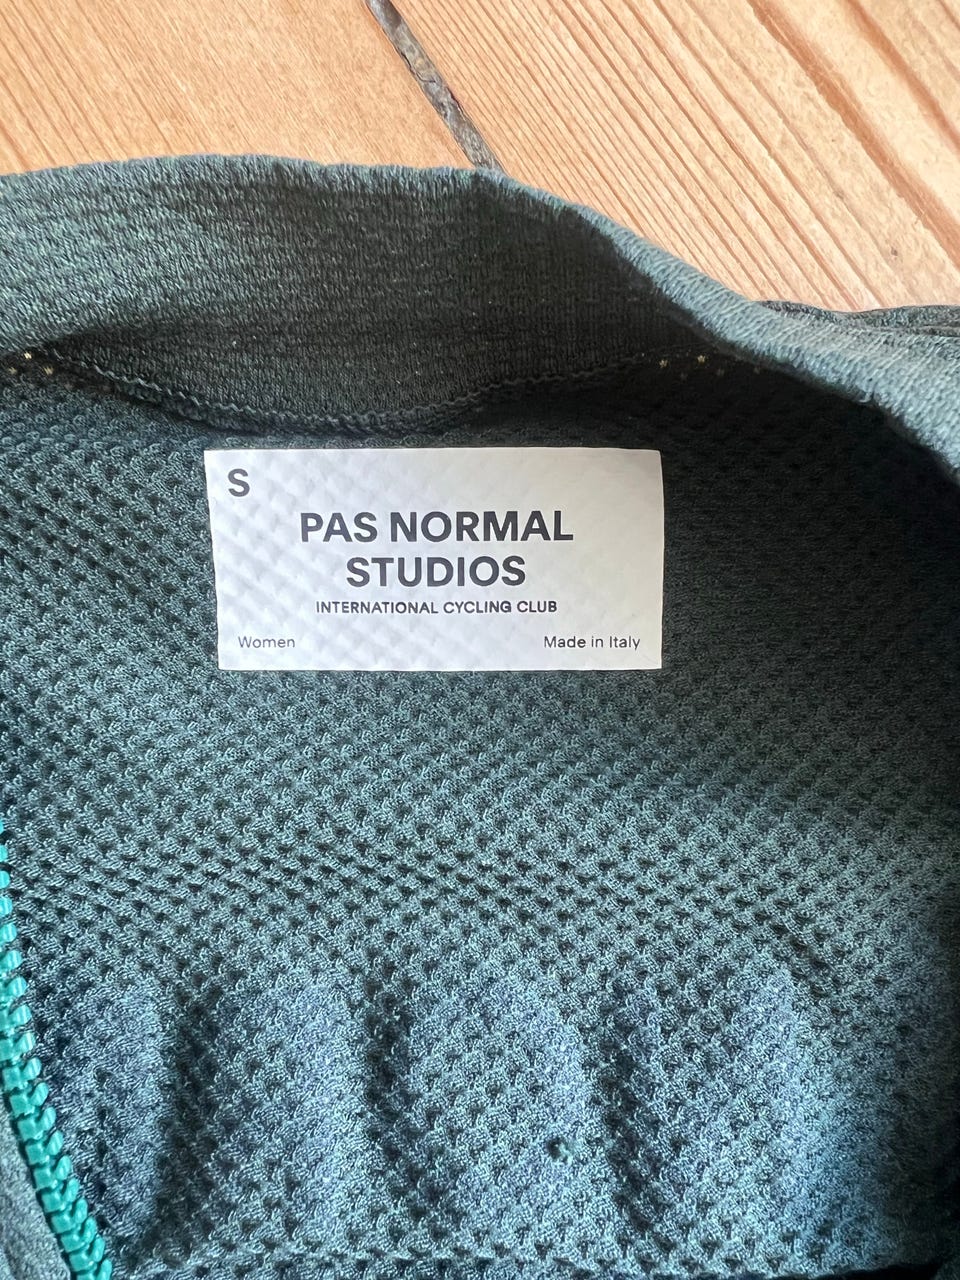 S
PAS NORMAL
STUDIOS
INTERNATIONAL CYCLING CLUB
Women Made in Italy